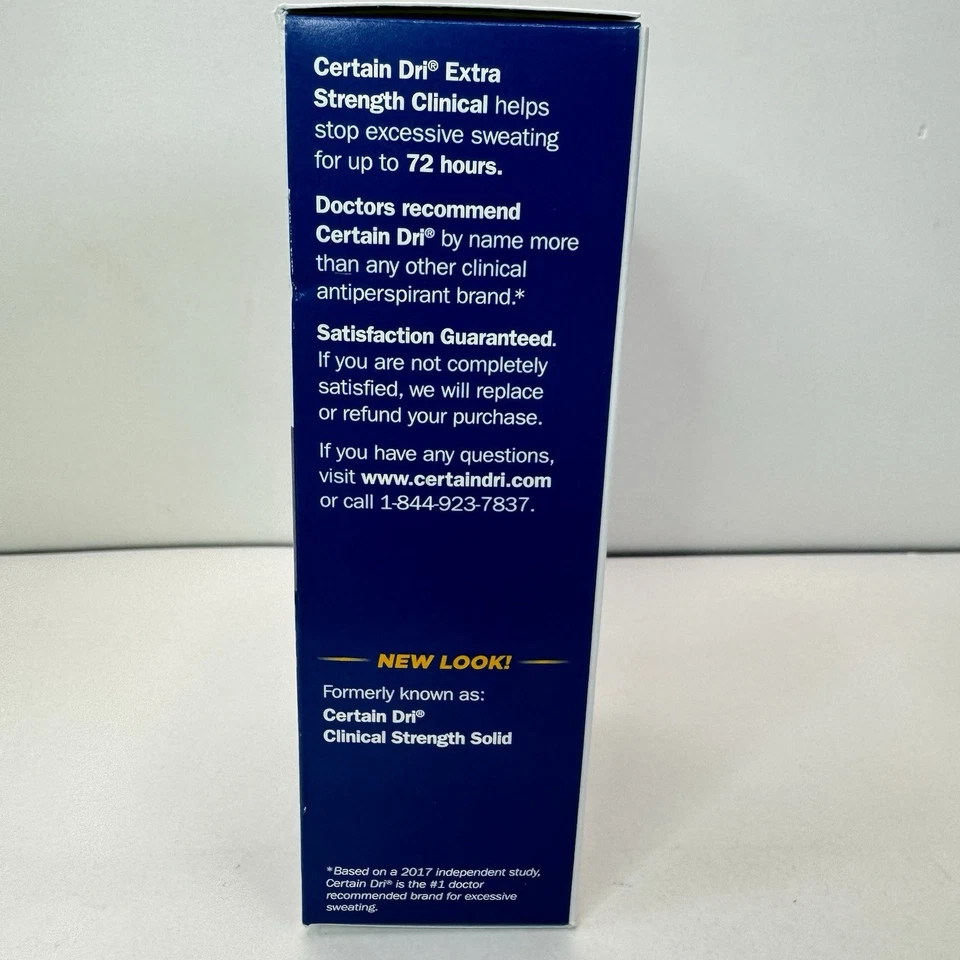 Certain Dri® Extra
Strength Clinical helps
stop excessive sweating
for up to 72 hours.
Doctors recommend
Certain Dri® by name more
than any other clinical
antiperspirant brand.*
Satisfaction Guaranteed.
If you are not completely
satisfied, we will replace
or refund your purchase.
If you have any questions,
visit www.certaindri.com
or call 1-844-923-7837.
NEW LOOK!
Formerly known as:
Certain Dri®
Clinical Strength Solid
*Based on a 2017 independent study,
Certain Dri® is the #1 doctor
recommended brand for excessive
sweating.